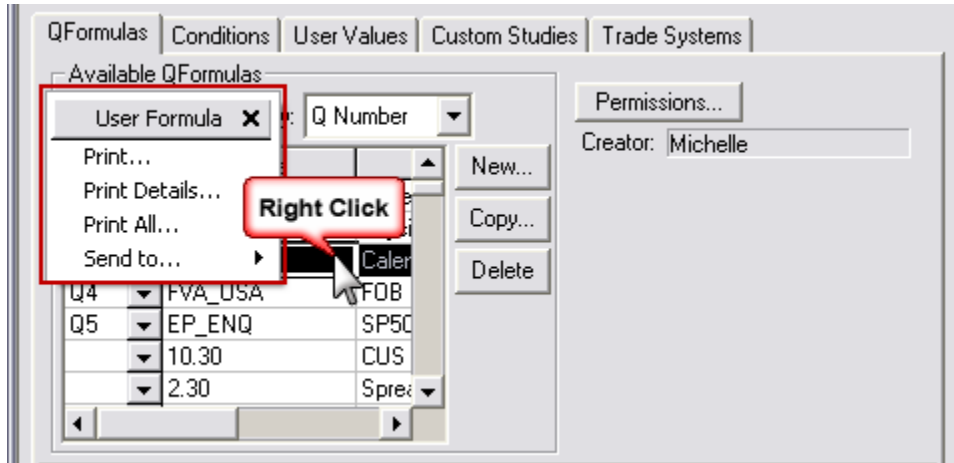 QFormulas Conditions User Values Custom Studies Trade Systems
Available QFormulas
User Formula Q Number Permissions...
Creator: Michelle
Print... New...
Print Details...
Right Click
Print All... Copy...
Send to... Caler Delete
Q4 FVA_USA FOB
Q5 EP_ENQ SP50
10.30 CUS
2.30 Sprea